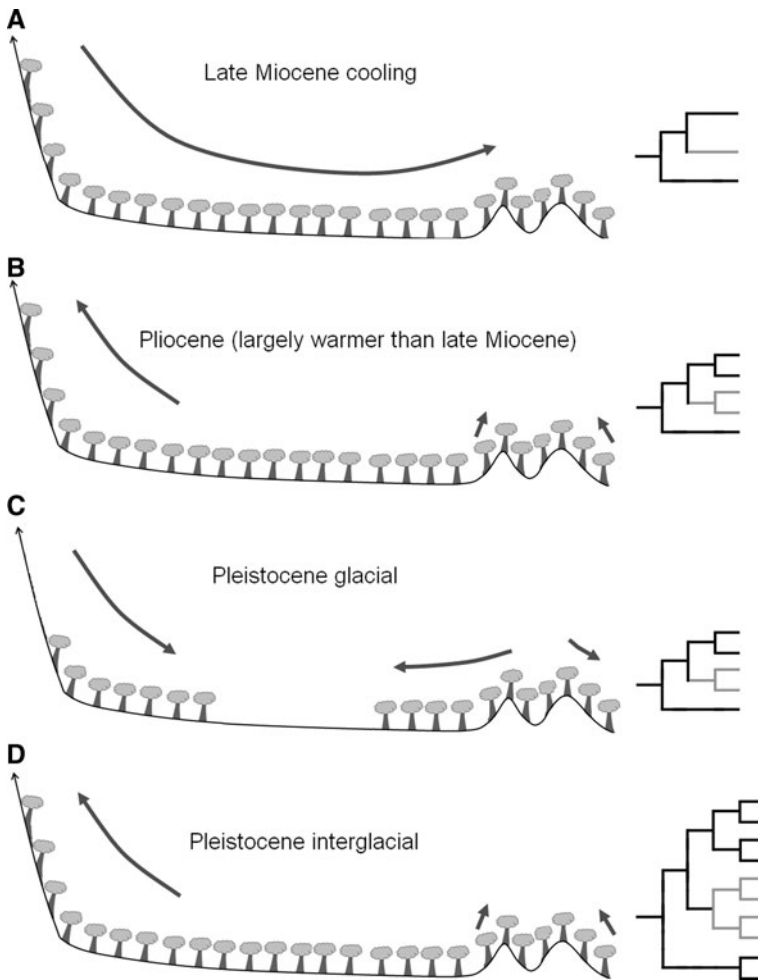 A
Late Miocene cooling
B
Pliocene (largely warmer than late Miocene)
C
Pleistocene glacial
D
Pleistocene interglacial